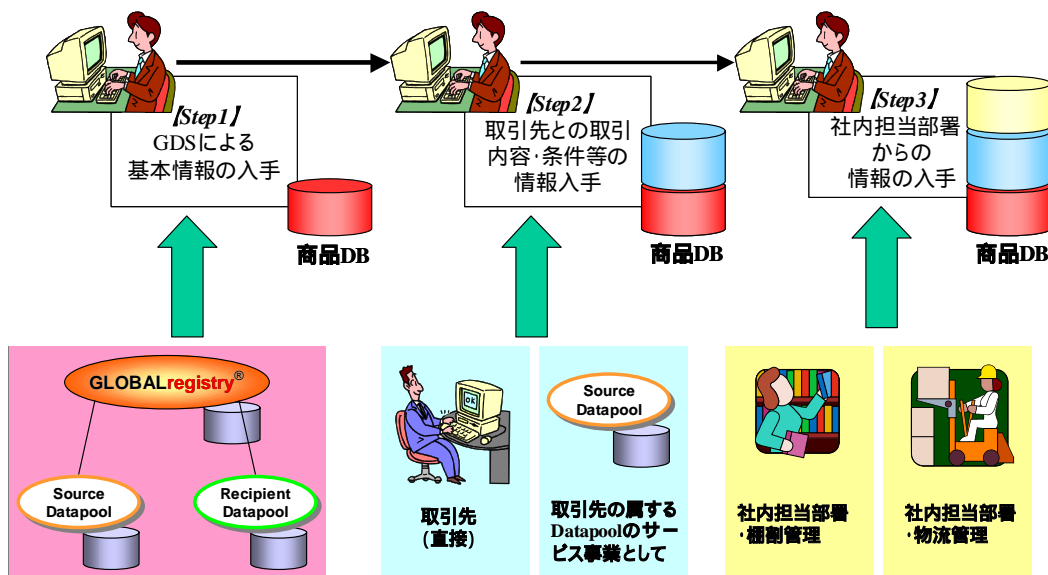 【Step1】
GDSによる
基本情報の入手
商品DB
【Step2】
取引先との取引
内容·条件等の
情報入手
商品DB
【Step3】
社内担当部署
からの
情報の入手
商品DB
GLOBALregistry®
Source
Datapool
Recipient
Datapool
OK
取引先
(直接)
Source
Datapool
取引先の属する
Datapoolのサー
ビス事業として
社内担当部署
·棚割管理
社内担当部署
·物流管理